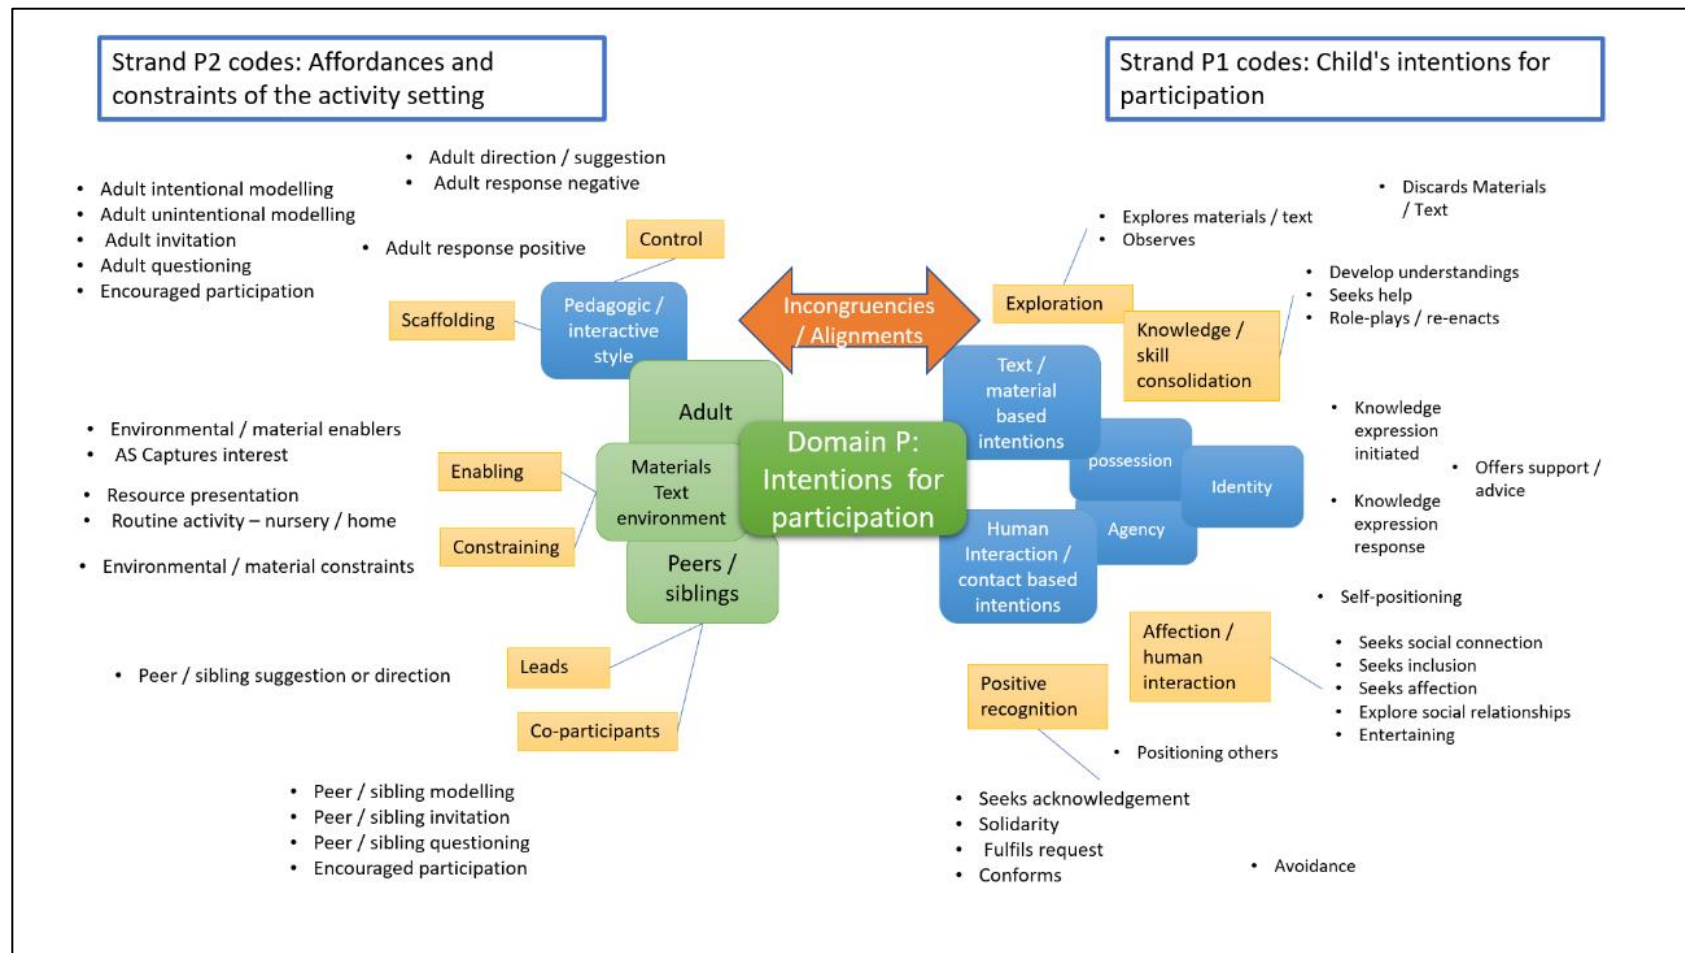 Strand P2 codes: Affordances and
constraints of the activity setting
Strand P1 codes: Child's intentions for
participation
• Adult direction / suggestion
• Adult response negative
• Adult intentional modelling
• Adult unintentional modelling
• Adult invitation
• Adult questioning
• Encouraged participation
• Adult response positive
Control
Scaffolding
Pedagogic /
interactive
style
Adult
• Environmental / material enablers
• AS Captures interest
• Resource presentation
• Routine activity – nursery / home
• Environmental / material constraints
Enabling
Constraining
Materials
Text
environment
Peers /
siblings
• Peer / sibling suggestion or direction
Leads
Co-participants
• Peer / sibling modelling
• Peer / sibling invitation
• Peer / sibling questioning
• Encouraged participation
Incongruencies
/ Alignments
Domain P:
Intentions for
participation
• Discards Materials
/ Text
• Explores materials / text
• Observes
Exploration
• Develop understandings
• Seeks help
• Role-plays / re-enacts
Knowledge /
skill
consolidation
Text /
material
based
intentions
possession
Identity
Agency
Human
Interaction /
contact based
intentions
• Knowledge
expression
initiated
• Offers support /
advice
• Knowledge
expression
response
• Self-positioning
Affection /
human
interaction
• Seeks social connection
• Seeks inclusion
• Seeks affection
• Explore social relationships
• Entertaining
Positive
recognition
• Positioning others
• Seeks acknowledgement
• Solidarity
• Fulfils request
• Conforms
• Avoidance